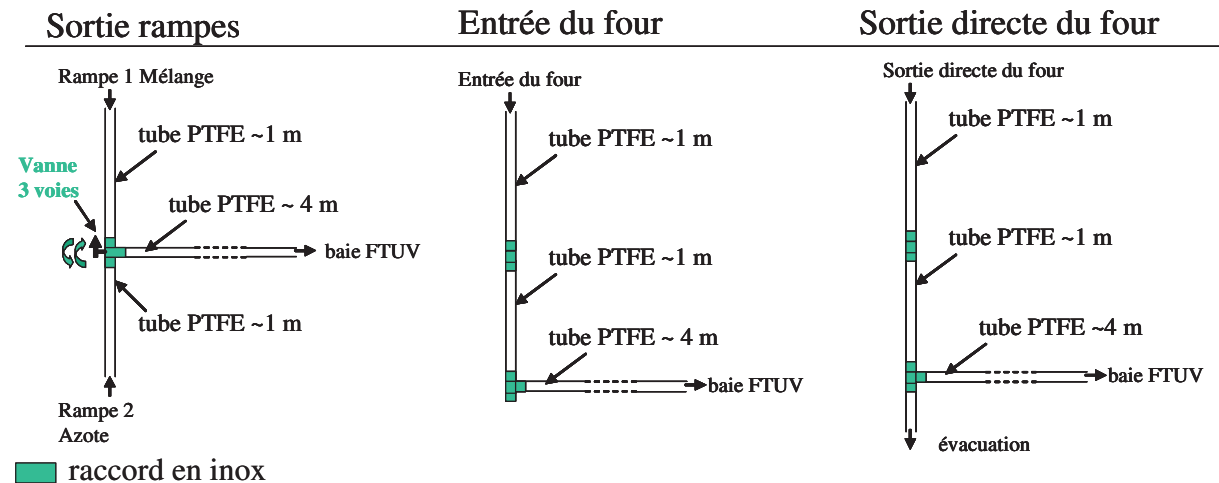 Sortie rampes
Rampe 1 Mélange
tube PTFE ~1 m
Vanne
3 voies
tube PTFE ~ 4 m
baie FTUV
tube PTFE ~1 m
Rampe 2
Azote
raccord en inox
Entrée du four
Entrée du four
tube PTFE ~1 m
tube PTFE ~1 m
tube PTFE ~ 4 m
baie FTUV
Sortie directe du four
Sortie directe du four
tube PTFE ~1 m
tube PTFE ~1 m
tube PTFE ~4 m
baie FTUV
évacuation